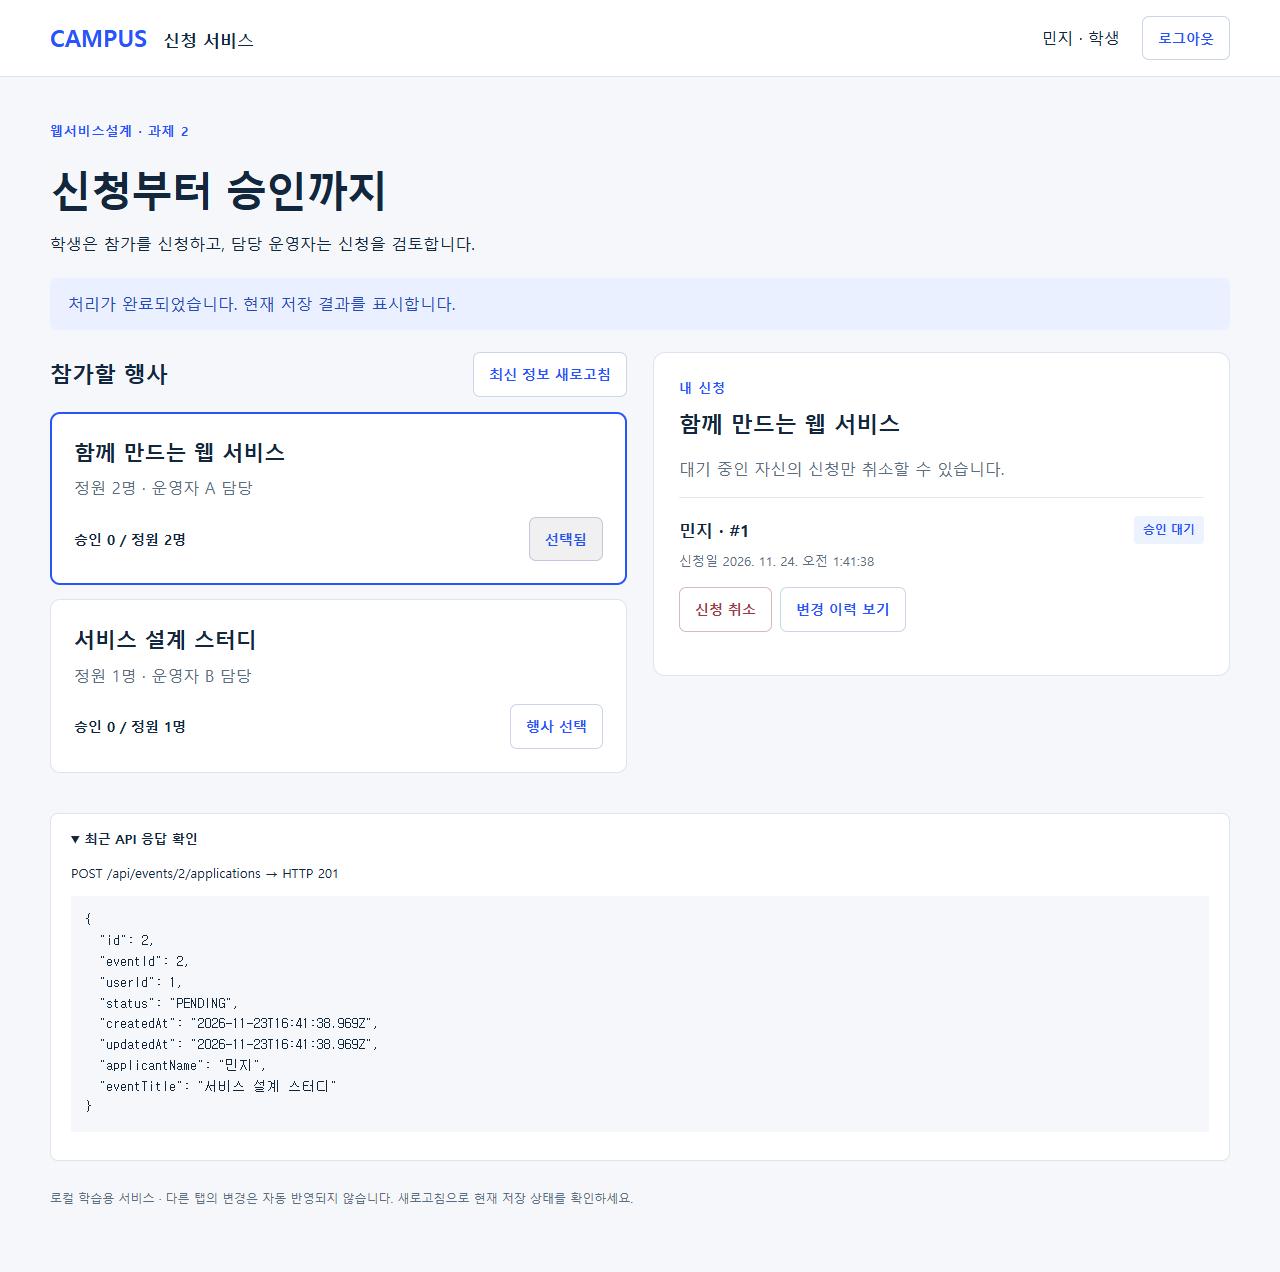 CAMPUS 신청 서비스
민지 · 학생
로그아웃
웹서비스설계 · 과제 2
신청부터 승인까지
학생은 참가를 신청하고, 담당 운영자는 신청을 검토합니다.
처리가 완료되었습니다. 현재 저장 결과를 표시합니다.
참가할 행사
최신 정보 새로고침
함께 만드는 웹 서비스
정원 2명 · 운영자 A 담당
승인 0 / 정원 2명
선택됨
서비스 설계 스터디
정원 1명 · 운영자 B 담당
승인 0 / 정원 1명
행사 선택
내 신청
함께 만드는 웹 서비스
대기 중인 자신의 신청만 취소할 수 있습니다.
민지 · #1
승인 대기
신청일 2026. 11. 24. 오전 1:41:38
신청 취소
변경 이력 보기
▼ 최근 API 응답 확인
POST /api/events/2/applications → HTTP 201
{
"id": 2,
"eventId": 2,
"userId": 1,
"status": "PENDING",
"createdAt": "2026-11-23T16:41:38.969Z",
"updatedAt": "2026-11-23T16:41:38.969Z",
"applicantName": "민지",
"eventTitle": "서비스 설계 스터디"
}
로컬 학습용 서비스 · 다른 탭의 변경은 자동 반영되지 않습니다. 새로고침으로 현재 저장 상태를 확인하세요.